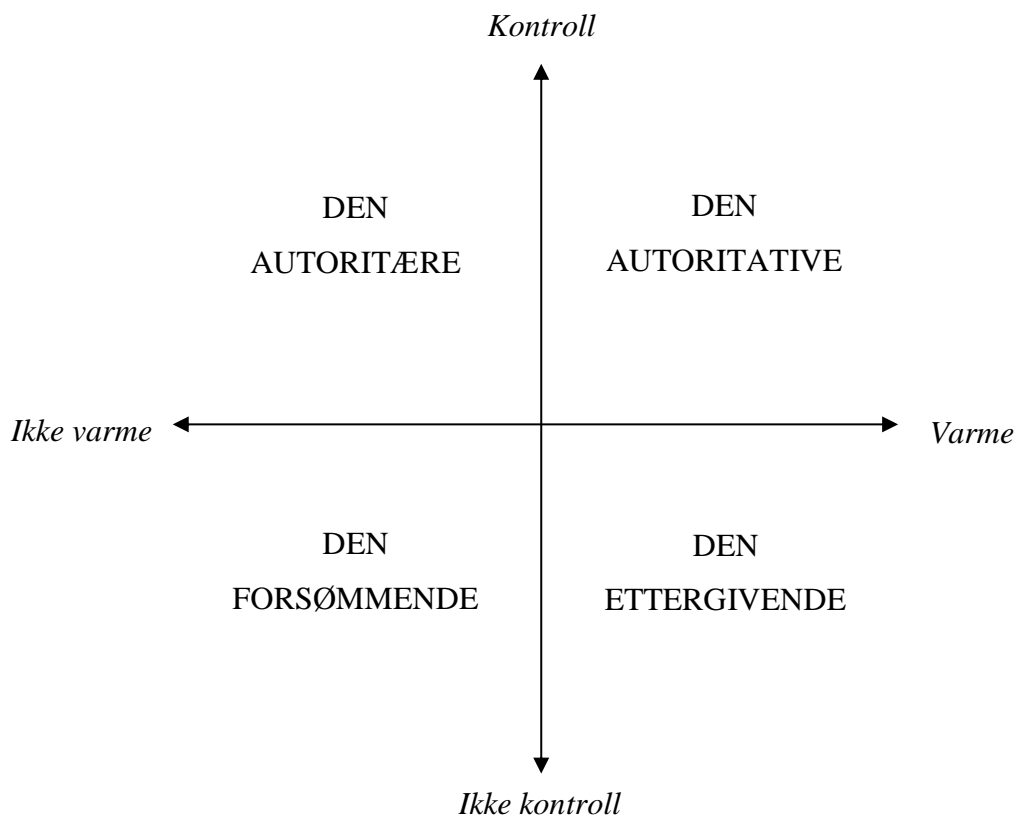 Kontroll
DEN
AUTORITÆRE
DEN
AUTORITATIVE
Ikke varme
Varme
DEN
FORSØMMENDE
DEN
ETTERGIVENDE
Ikke kontroll